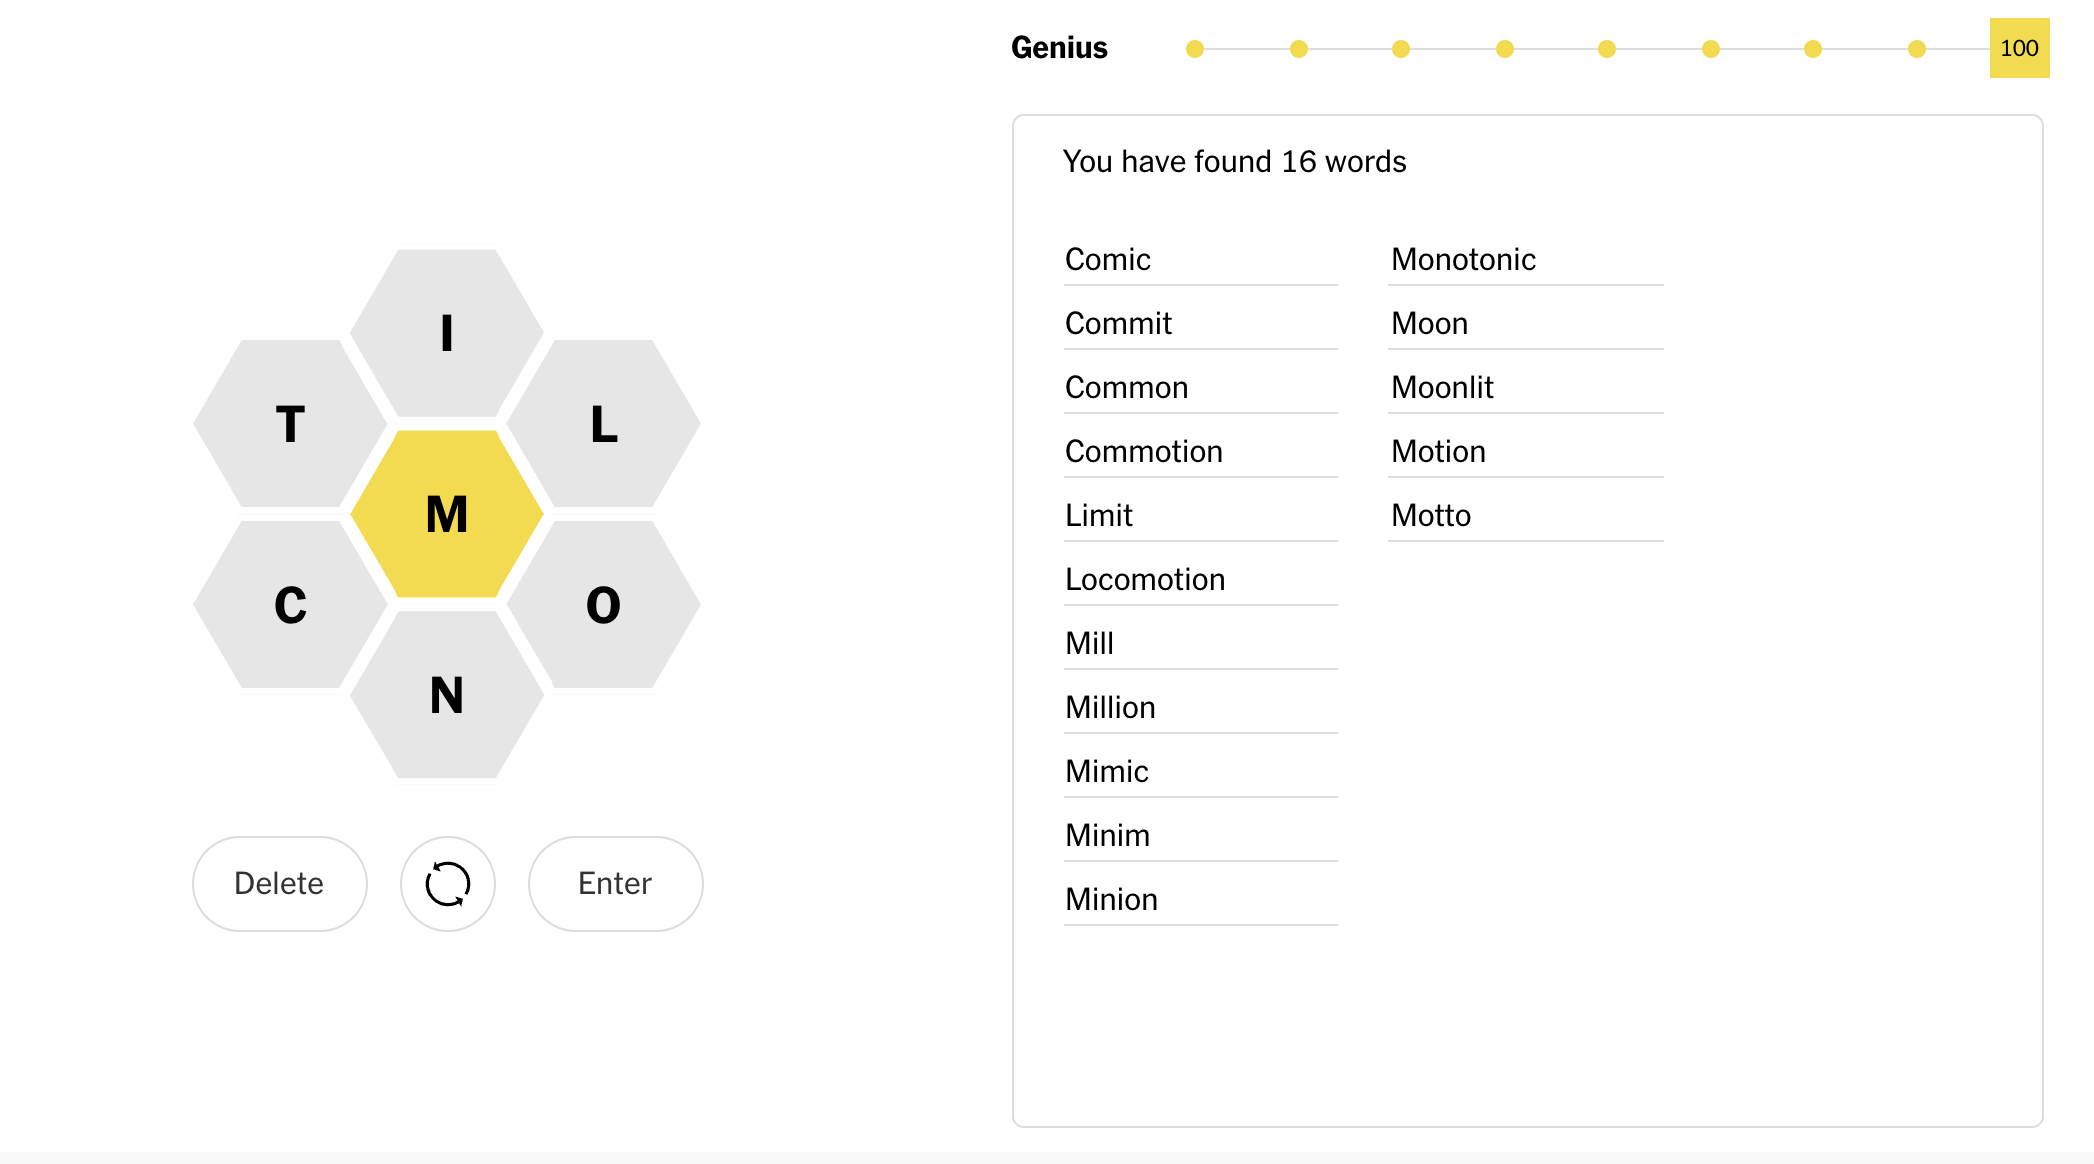 Genius
100
You have found 16 words
I
T
L
M
C
O
N
Delete
Enter
Comic
Commit
Common
Commotion
Limit
Locomotion
Mill
Million
Mimic
Minim
Minion
Monotonic
Moon
Moonlit
Motion
Motto